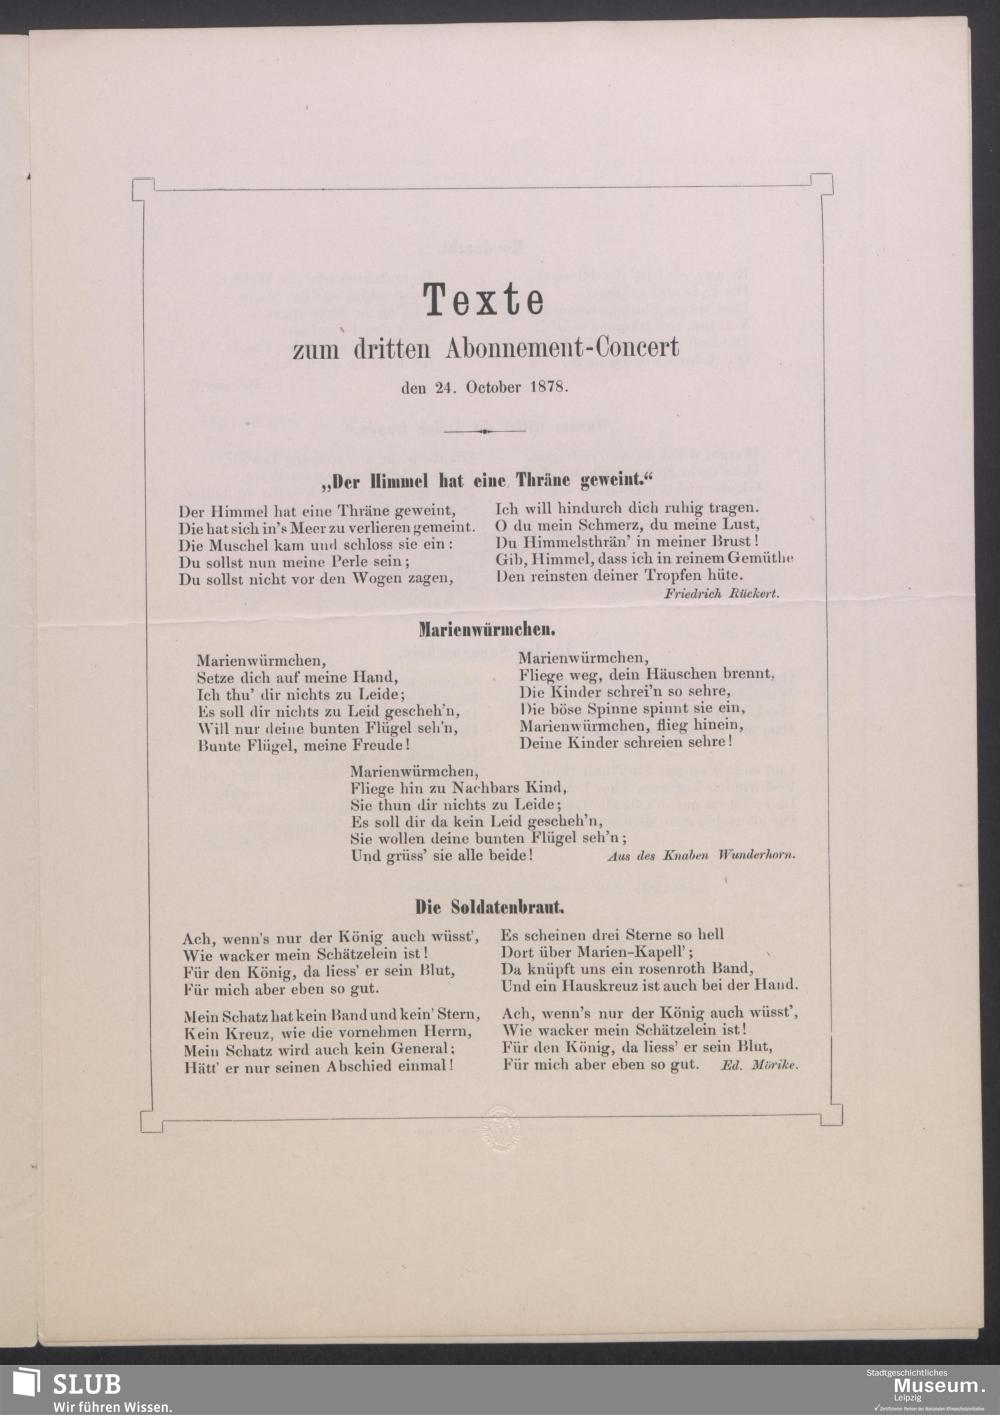 Texte
zum dritten Abonnement-Concert
den 24. October 1878.
„Der Himmel hat eine Thräne geweint.“
Der Himmel hat eine Thräne geweint,
Die hat sich in's Meer zu verlieren gemeint.
Die Muschel kam und schloss sie ein:
Du sollst nun meine Perle sein;
Du sollst nicht vor den Wogen zagen,
Ich will hindurch dich ruhig tragen.
O du mein Schmerz, du meine Lust,
Du Himmelsthrän' in meiner Brust!
Gib, Himmel, dass ich in reinem Gemüthe
Den reinsten deiner Tropfen hüte.
Friedrich Rückert.
Marienwürmchen.
Marienwürmchen,
Setze dich auf meine Hand,
Ich thu' dir nichts zu Leide;
Es soll dir nichts zu Leid gescheh'n,
Will nur deine bunten Flügel seh'n,
Bunte Flügel, meine Freude!
Marienwürmchen,
Fliege weg, dein Häuschen brennt,
Die Kinder schrei'n so sehre,
Die böse Spinne spinnt sie ein,
Marienwürmchen, flieg hinein,
Deine Kinder schreien sehre!
Marienwürmchen,
Fliege hin zu Nachbars Kind,
Sie thun dir nichts zu Leide;
Es soll dir da kein Leid gescheh'n,
Sie wollen deine bunten Flügel seh'n;
Und grüss' sie alle beide! Aus des Knaben Wunderhorn.
Die Soldatenbraut.
Ach, wenn's nur der König auch wüsst',
Wie wacker mein Schätzelein ist!
Für den König, da liess' er sein Blut,
Für mich aber eben so gut.
Mein Schatz hat kein Band und kein' Stern,
Kein Kreuz, wie die vornehmen Herrn,
Mein Schatz wird auch kein General;
Hätt' er nur seinen Abschied einmal!
Es scheinen drei Sterne so hell
Dort über Marien-Kapell';
Da knüpft uns ein rosenroth Band,
Und ein Hauskreuz ist auch bei der Hand.
Ach, wenn's nur der König auch wüsst',
Wie wacker mein Schätzelein ist!
Für den König, da liess' er sein Blut,
Für mich aber eben so gut. Ed. Mörike.
SLUB
Wir führen Wissen.
Stadtgeschichtliches
Museum.
Leipzig
Zertifizierter Partner der Nationalen Klimaschutzinitiative